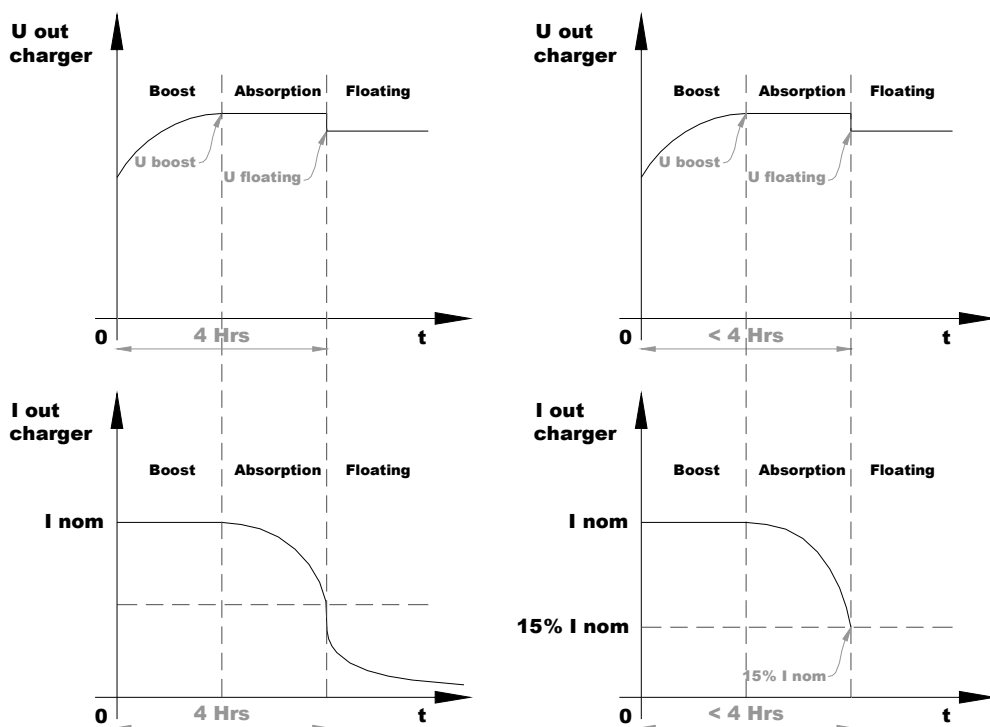 U out
charger
Boost Absorption Floating
U boost
U floating
0 4 Hrs t
U out
charger
Boost Absorption Floating
U boost
U floating
0 < 4 Hrs t
I out
charger
Boost Absorption Floating
I nom
0 4 Hrs t
I out
charger
Boost Absorption Floating
I nom
15% I nom
15% I nom
0 < 4 Hrs t